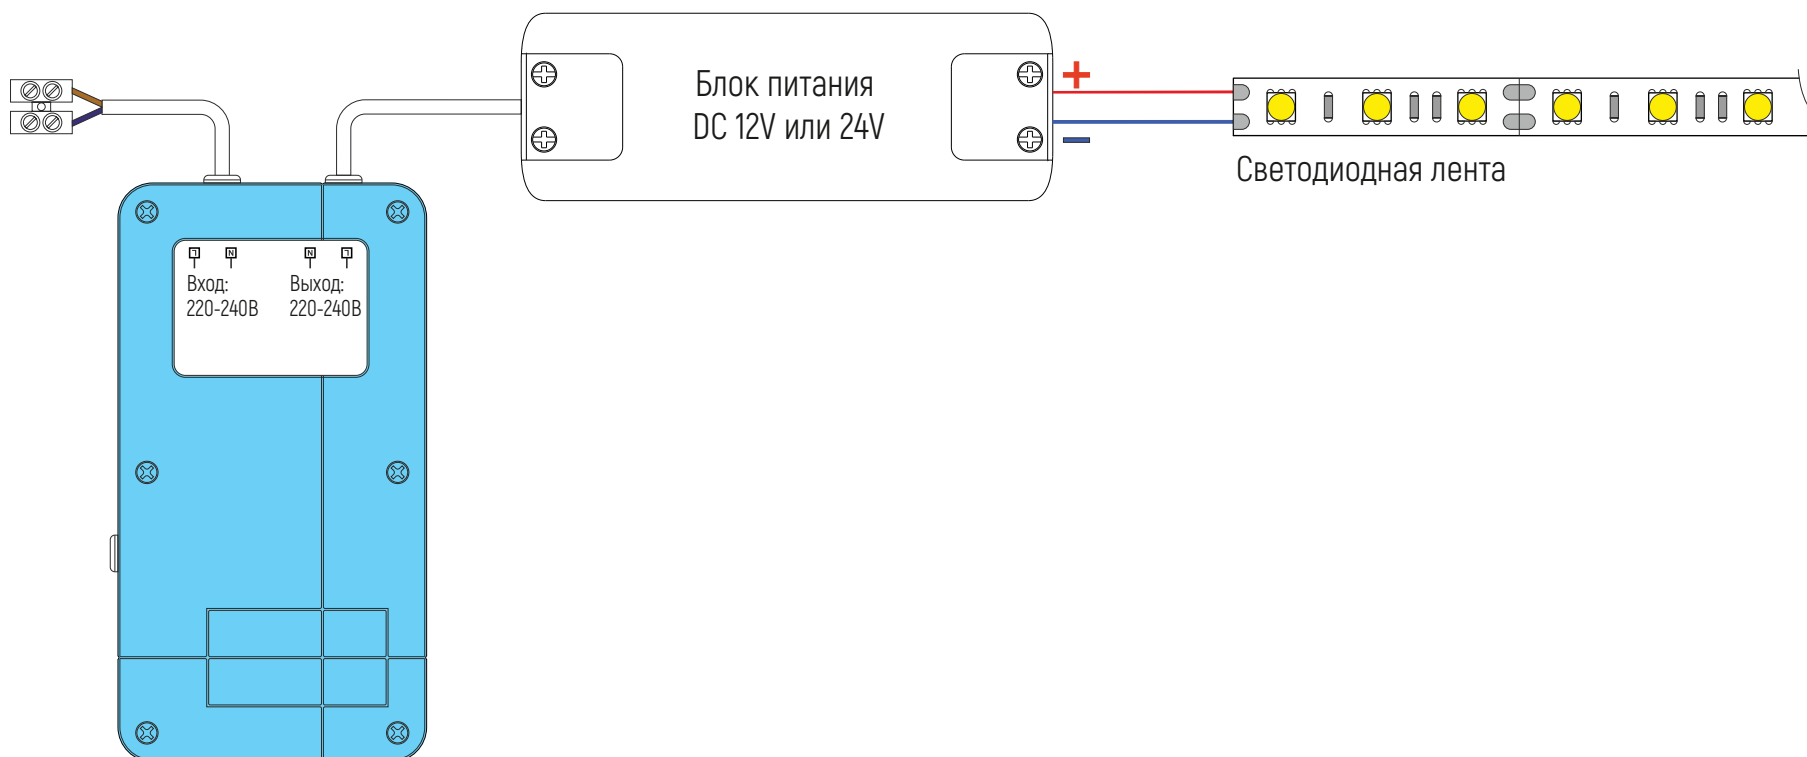 Блок питания
DC 12V или 24V
+
−
Светодиодная лента
L N N L
Вход: Выход:
220-240В 220-240В